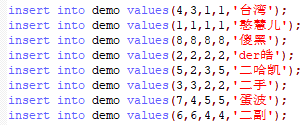 insert into demo values(4,3,1,1,'台湾');
insert into demo values(1,1,1,1,'憨慧儿');
insert into demo values(8,8,8,8,'傻黑');
insert into demo values(2,2,2,2,'der皓');
insert into demo values(5,2,3,5,'二哈凯');
insert into demo values(3,3,2,2,'二手');
insert into demo values(7,4,5,5,'蛋波');
insert into demo values(6,6,4,4,'二副');